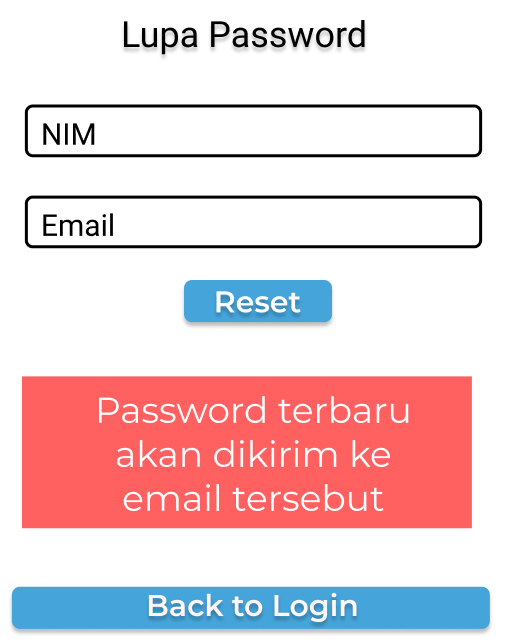 Lupa Password
NIM
Email
Reset
Password terbaru
akan dikirim ke
email tersebut
Back to Login